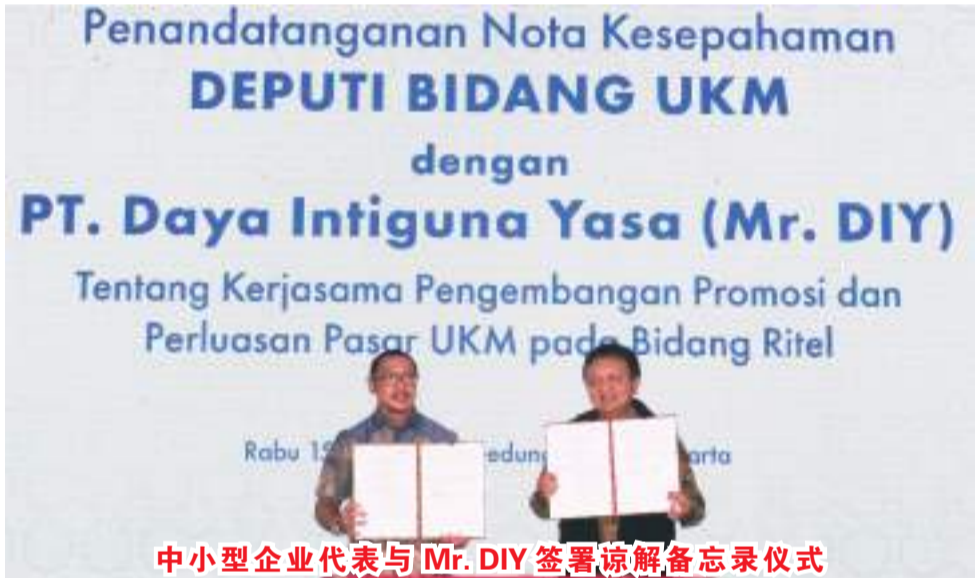 Penandatanganan Nota Kesepahaman
DEPUTI BIDANG UKM
dengan
PT. Daya Intiguna Yasa (Mr. DIY)
Tentang Kerjasama Pengembangan Promosi dan
Perluasan Pasar UKM pada Bidang Ritel
Rabu
中小型企业代表与 Mr. DIY 签署谅解备忘录仪式